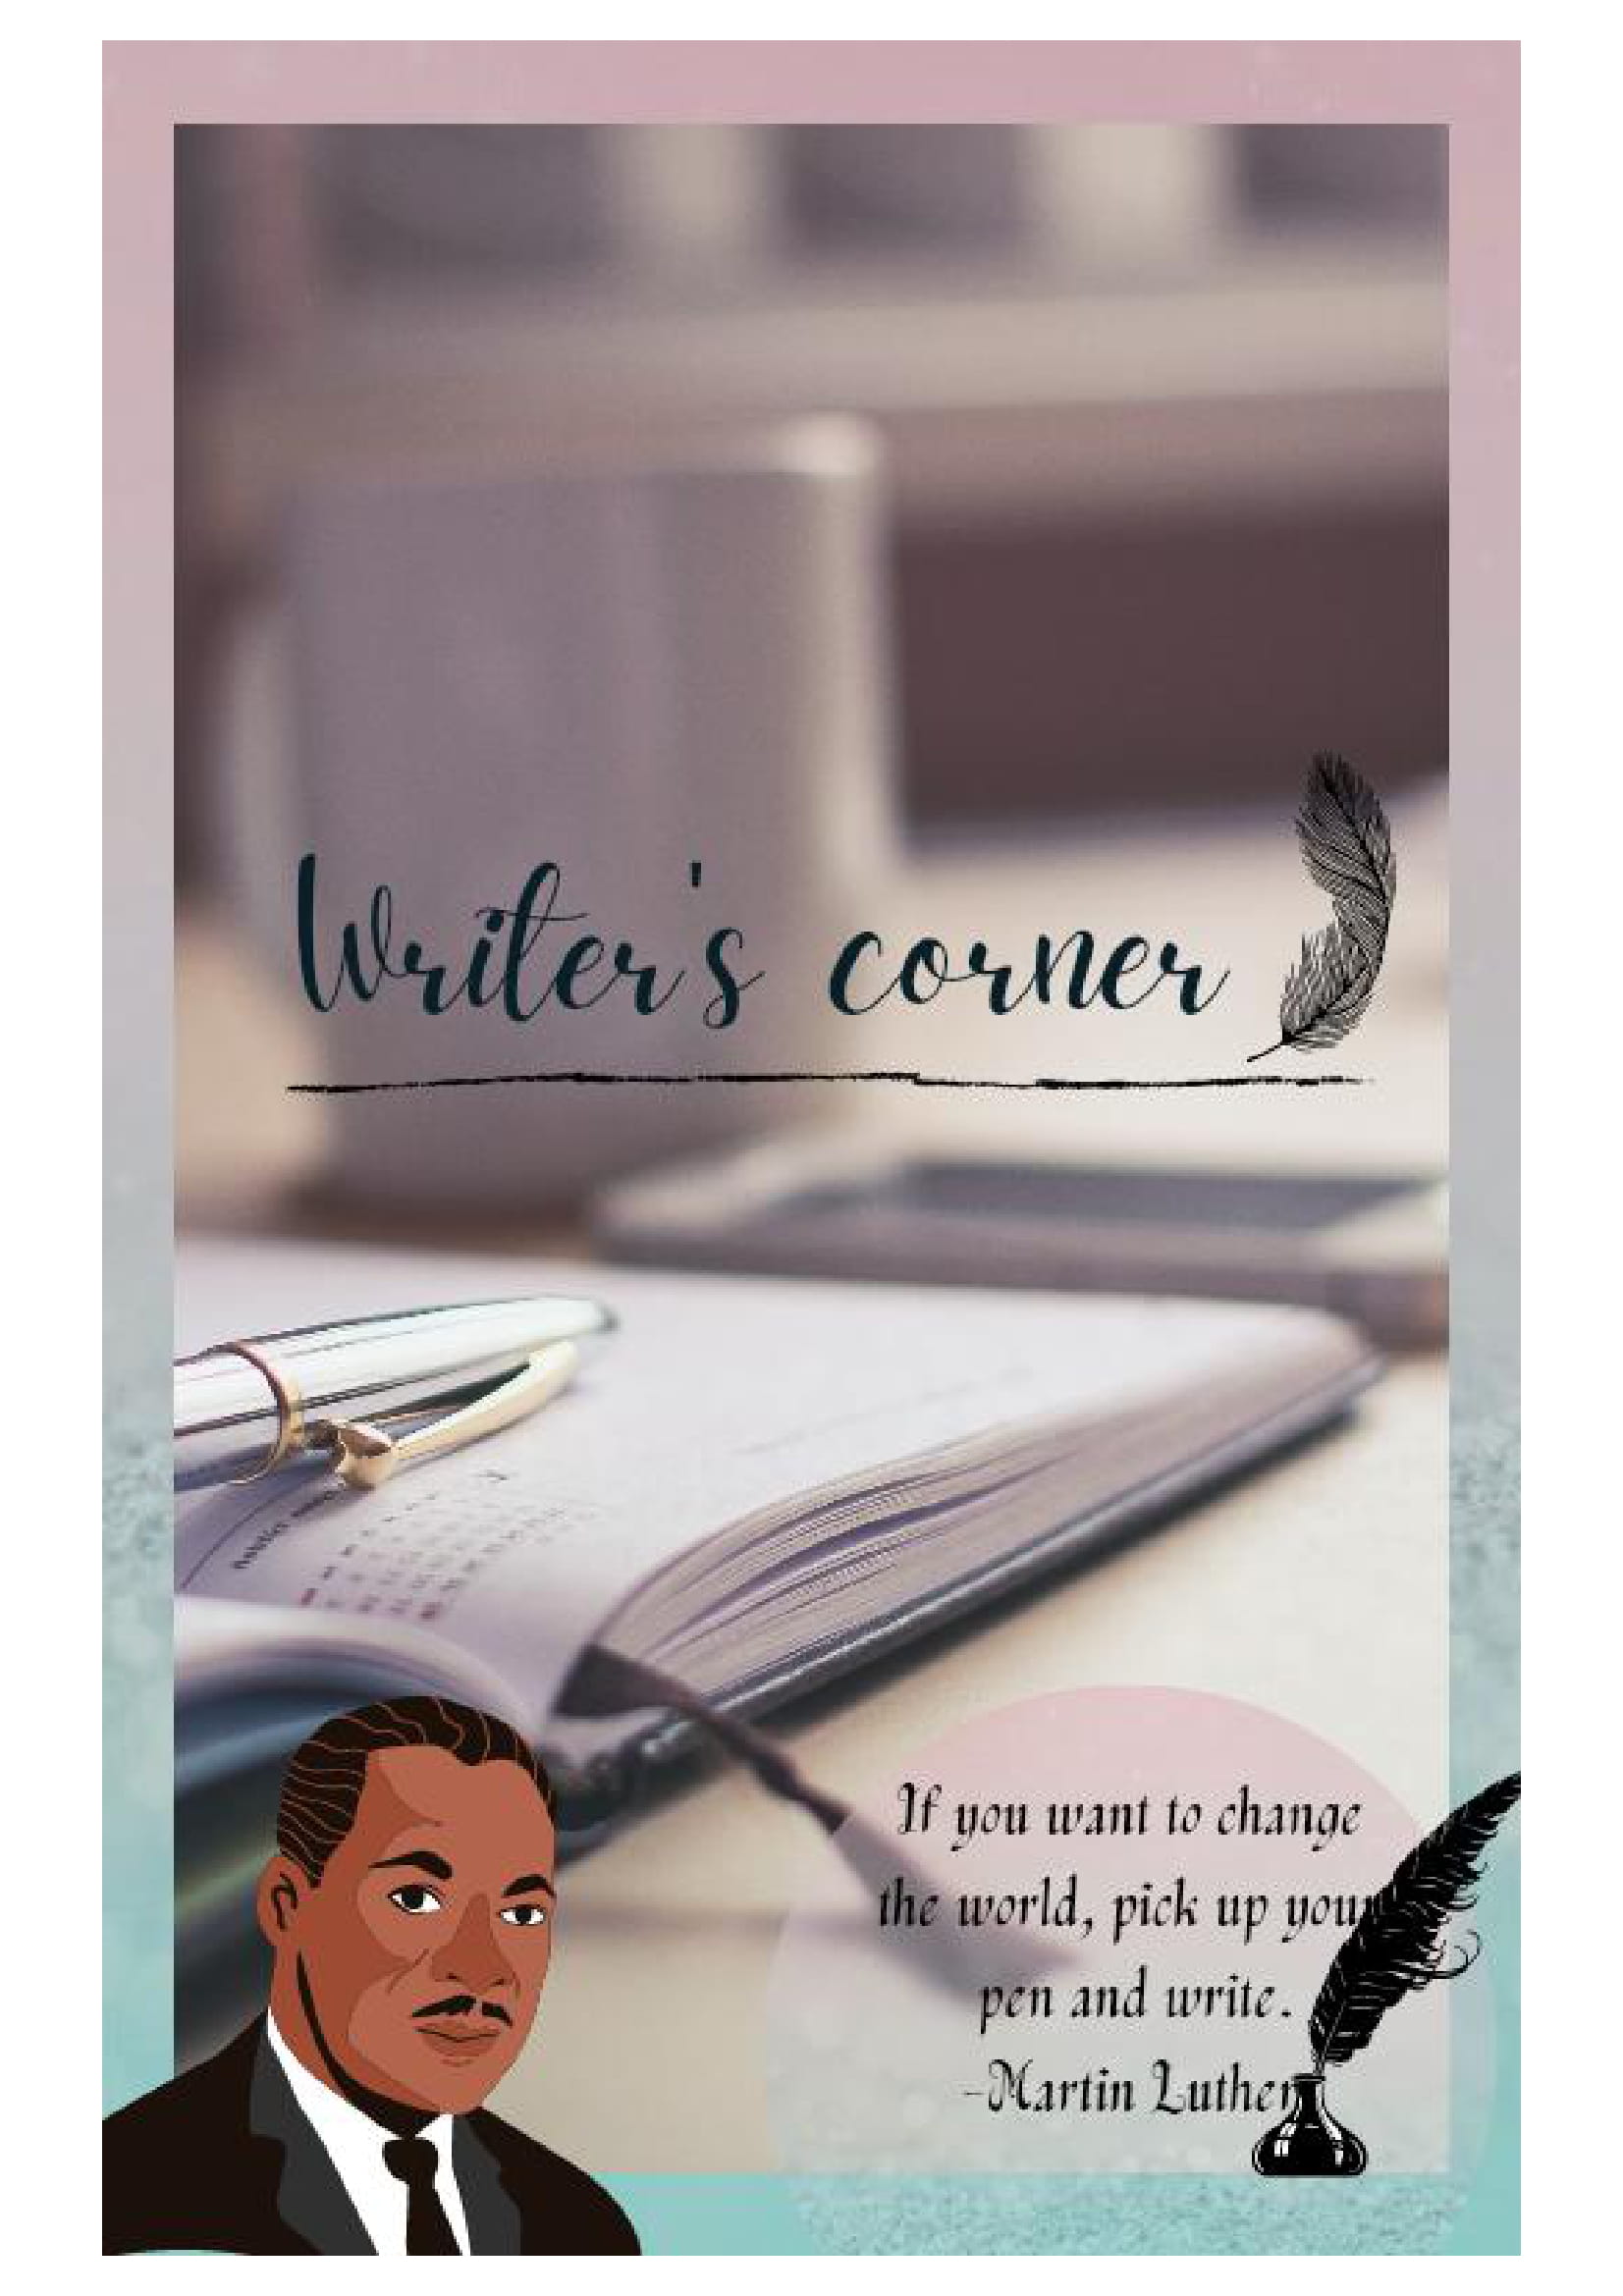 Writer's corner
If you want to change
the world, pick up your
pen and write.
-Martin Luther